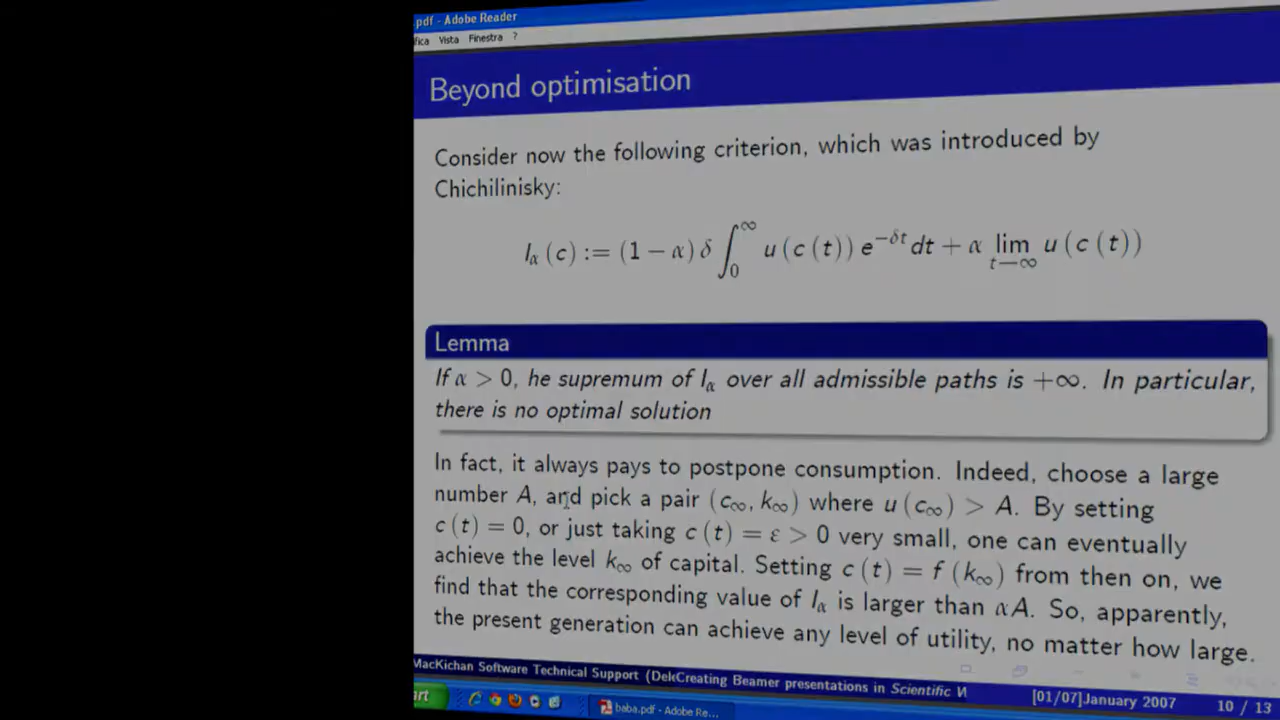 .pdf - Adobe Reader
fica Vista Finestra ?
Beyond optimisation
Consider now the following criterion, which was introduced by
Chichilinisky:
I_α (c) := (1 − α) δ ∫_0^∞ u (c (t)) e^{−δt} dt + α lim_{t→∞} u (c (t))
Lemma
If α > 0, he supremum of I_α over all admissible paths is +∞. In particular,
there is no optimal solution
In fact, it always pays to postpone consumption. Indeed, choose a large
number A, and pick a pair (c_∞, k_∞) where u (c_∞) > A. By setting
c (t) = 0, or just taking c (t) = ε > 0 very small, one can eventually
achieve the level k_∞ of capital. Setting c (t) = f (k_∞) from then on, we
find that the corresponding value of I_α is larger than αA. So, apparently,
the present generation can achieve any level of utility, no matter how large.
MacKichan Software Technical Support (DekCreating Beamer presentations in Scientific W
[01/07]January 2007
10 / 13
art
baba.pdf - Adobe Re...